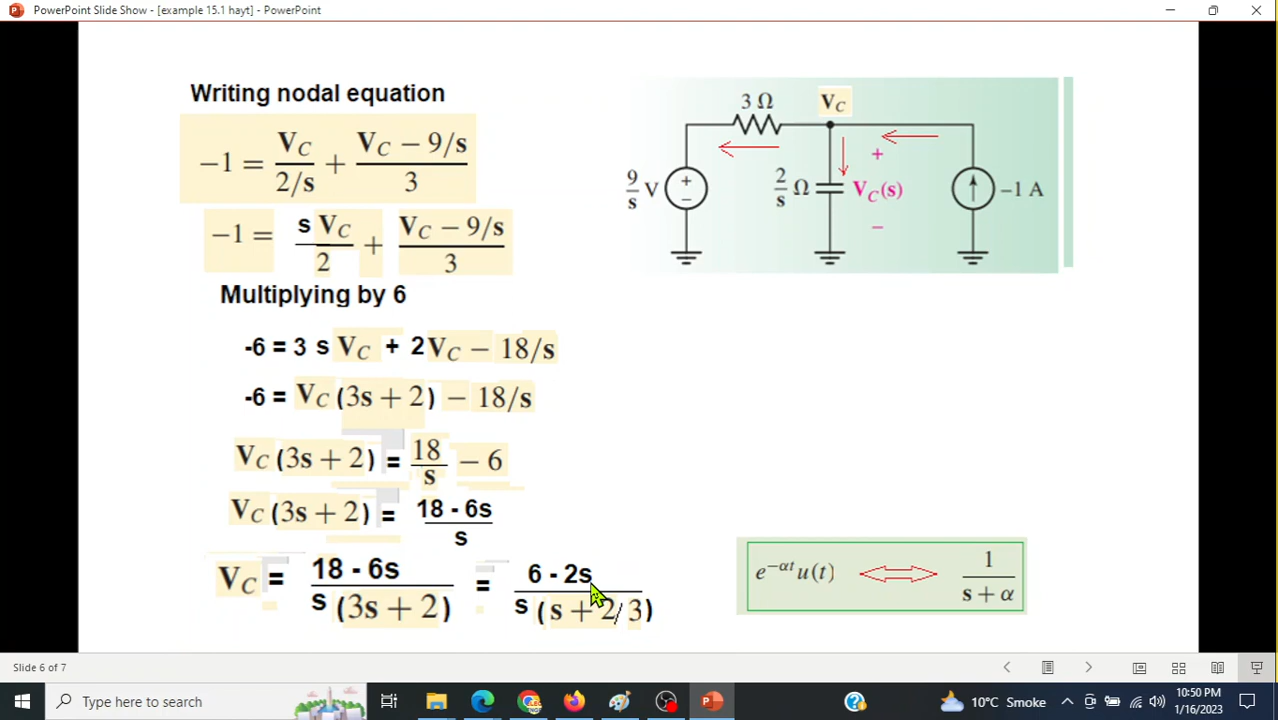 PowerPoint Slide Show - [example 15.1 hayt] - PowerPoint
Writing nodal equation
−1 = V_C / 2/s + V_C − 9/s / 3
−1 = s V_C / 2 + V_C − 9/s / 3
Multiplying by 6
-6 = 3 s V_C + 2V_C − 18/s
-6 = V_C (3s + 2) − 18/s
V_C (3s + 2) = 18 / s − 6
V_C (3s + 2) = 18 - 6s / s
V_C = 18 - 6s / s (3s + 2) = 6 - 2s / s (s + 2/3)
3 Ω
V_C
9/s V
+
−
2/s Ω
+
V_C(s)
−
−1 A
e^−αt u(t) ⟺ 1 / s + α
Slide 6 of 7
Type here to search
10°C Smoke
10:50 PM
1/16/2023